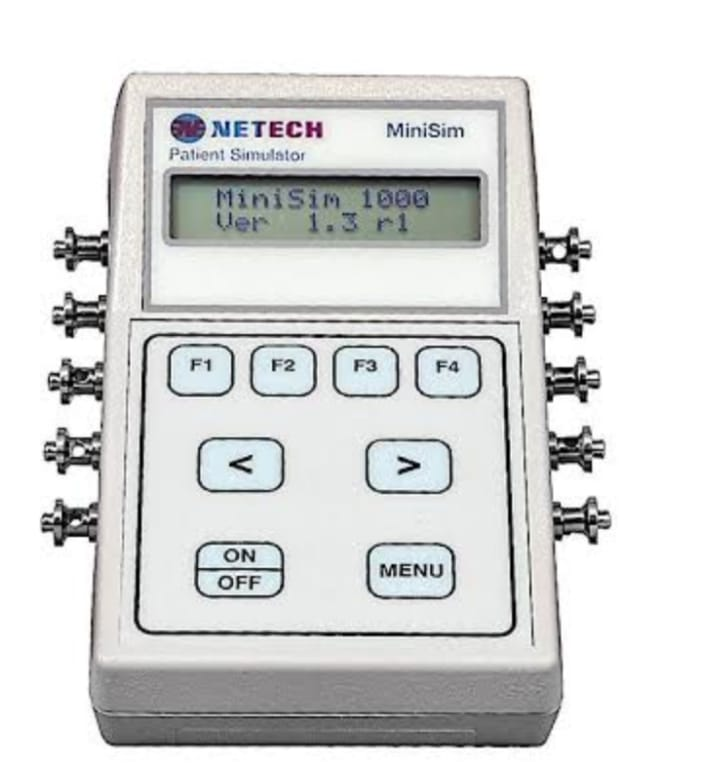 NETECH MiniSim
Patient Simulator
MiniSim 1000
Ver 1.3 r1
F1 F2 F3 F4
< >
ON
OFF
MENU